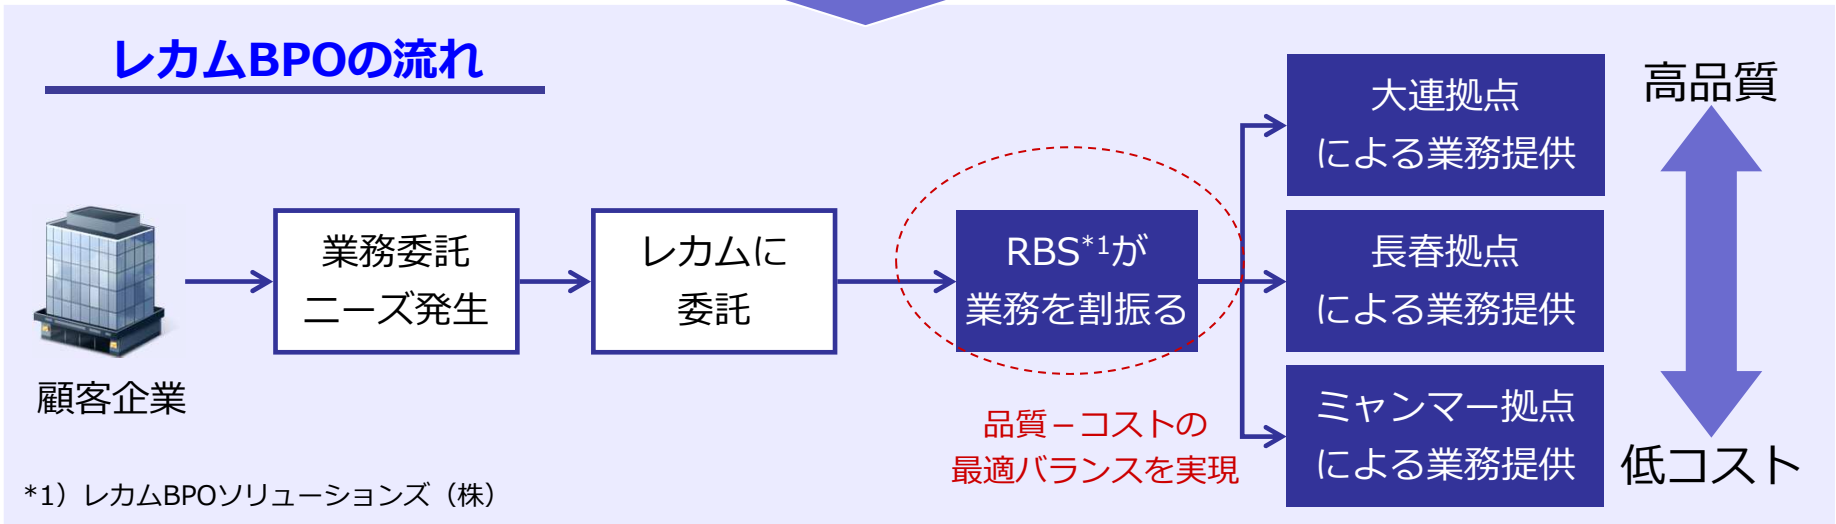 レカムBPOの流れ
顧客企業
業務委託
ニーズ発生
レカムに
委託
RBS*1が
業務を割振る
品質－コストの
最適バランスを実現
大連拠点
による業務提供
長春拠点
による業務提供
ミャンマー拠点
による業務提供
高品質
低コスト
*1）レカムBPOソリューションズ（株）